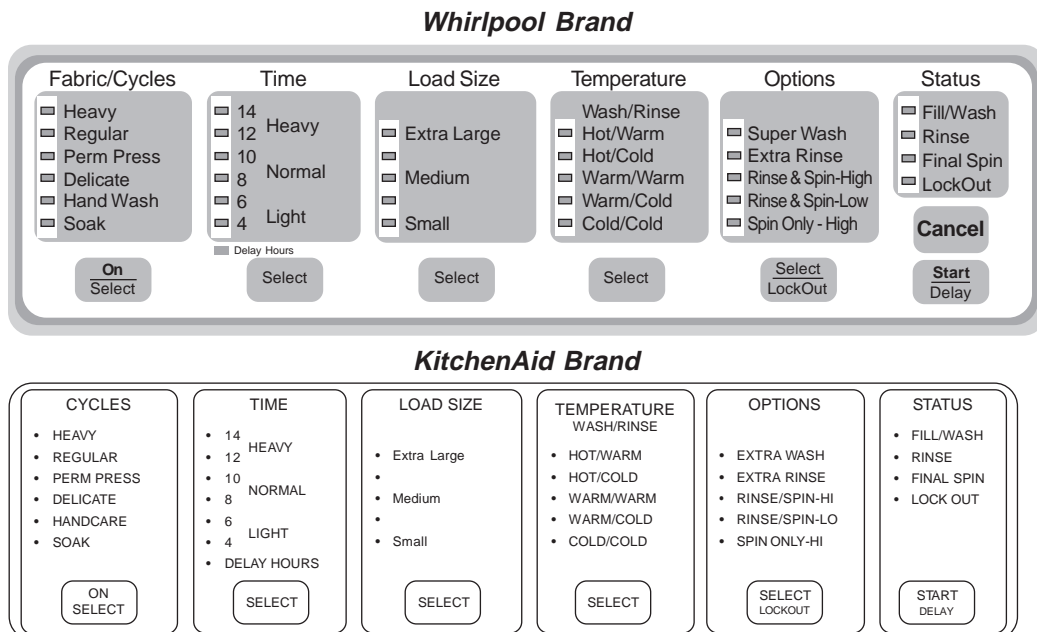 Whirlpool Brand
Fabric/Cycles
Heavy
Regular
Perm Press
Delicate
Hand Wash
Soak
On
Select
Time
14
12
Heavy
10
8
Normal
6
4
Light
Delay Hours
Select
Load Size
Extra Large
Medium
Small
Select
Temperature
Wash/Rinse
Hot/Warm
Hot/Cold
Warm/Warm
Warm/Cold
Cold/Cold
Select
Options
Super Wash
Extra Rinse
Rinse & Spin-High
Rinse & Spin-Low
Spin Only - High
Select
LockOut
Status
Fill/Wash
Rinse
Final Spin
LockOut
Cancel
Start
Delay
KitchenAid Brand
CYCLES
• HEAVY
• REGULAR
• PERM PRESS
• DELICATE
• HANDCARE
• SOAK
ON
SELECT
TIME
• 14
• 12
HEAVY
• 10
• 8
NORMAL
• 6
• 4
LIGHT
• DELAY HOURS
SELECT
LOAD SIZE
• Extra Large
•
• Medium
•
• Small
SELECT
TEMPERATURE
WASH/RINSE
• HOT/WARM
• HOT/COLD
• WARM/WARM
• WARM/COLD
• COLD/COLD
SELECT
OPTIONS
• EXTRA WASH
• EXTRA RINSE
• RINSE/SPIN-HI
• RINSE/SPIN-LO
• SPIN ONLY-HI
SELECT
LOCKOUT
STATUS
• FILL/WASH
• RINSE
• FINAL SPIN
• LOCK OUT
START
DELAY